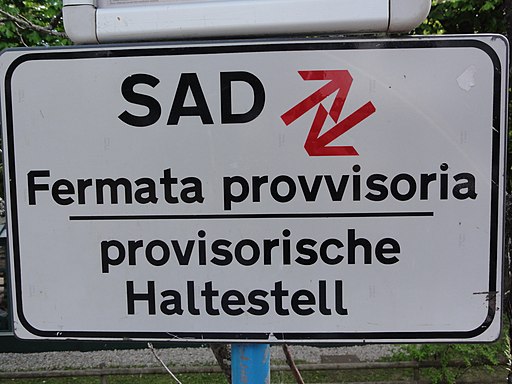 SAD
Fermata provvisoria
provisorische
Haltestell